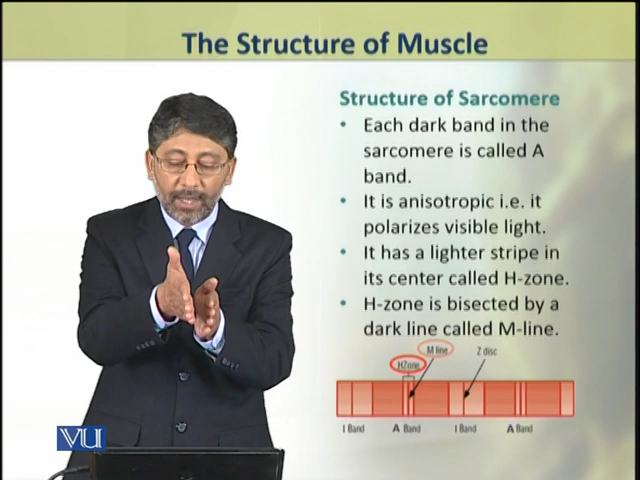 The Structure of Muscle
Structure of Sarcomere
• Each dark band in the
sarcomere is called A
band.
• It is anisotropic i.e. it
polarizes visible light.
• It has a lighter stripe in
its center called H-zone.
• H-zone is bisected by a
dark line called M-line.
M line
Z disc
HZone
I Band
A Band
I Band
A Band
VU